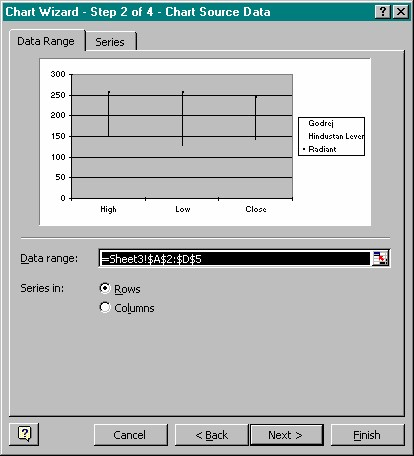 Chart Wizard - Step 2 of 4 - Chart Source Data
Data Range
Series
300
250
200
150
100
50
0
High
Low
Close
Godrej
Hindustan Lever
Radiant
Data range:
=Sheet3!$A$2:$D$5
Series in:
Rows
Columns
Cancel
< Back
Next >
Finish